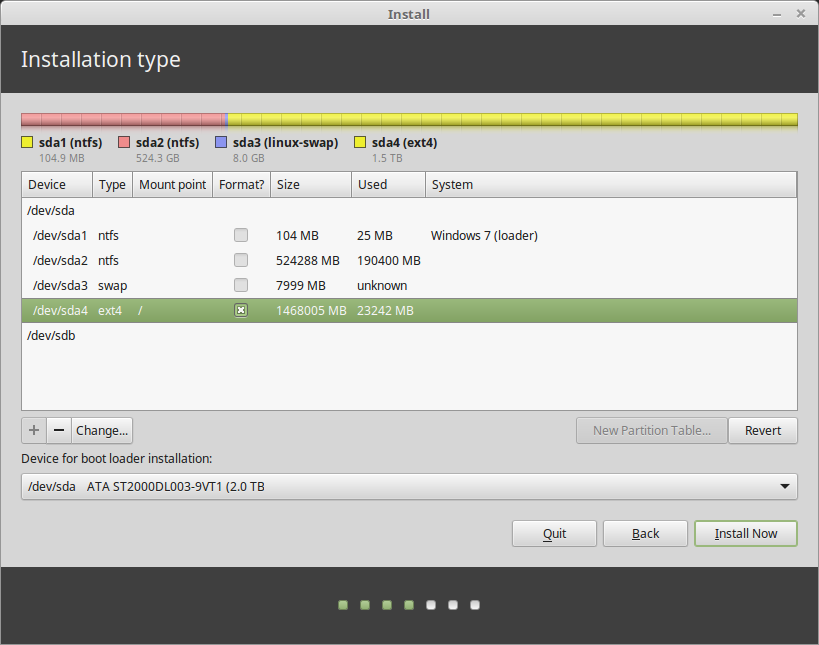 Install
Installation type
sda1 (ntfs) sda2 (ntfs) sda3 (linux-swap) sda4 (ext4)
104.9 MB 524.3 GB 8.0 GB 1.5 TB
Device Type Mount point Format? Size Used System
/dev/sda
/dev/sda1 ntfs 104 MB 25 MB Windows 7 (loader)
/dev/sda2 ntfs 524288 MB 190400 MB
/dev/sda3 swap 7999 MB unknown
/dev/sda4 ext4 / 1468005 MB 23242 MB
/dev/sdb
+ − Change... New Partition Table... Revert
Device for boot loader installation:
/dev/sda ATA ST2000DL003-9VT1 (2.0 TB
Quit Back Install Now